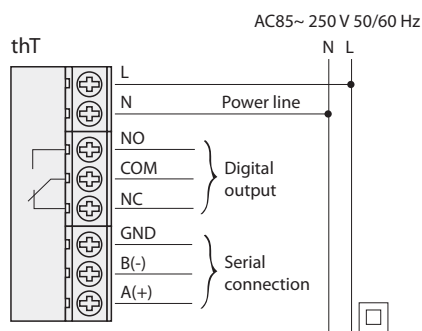 AC85~ 250 V 50/60 Hz
thT
N L
L
N
Power line
NO
COM
NC
Digital
output
GND
B(-)
A(+)
Serial
connection